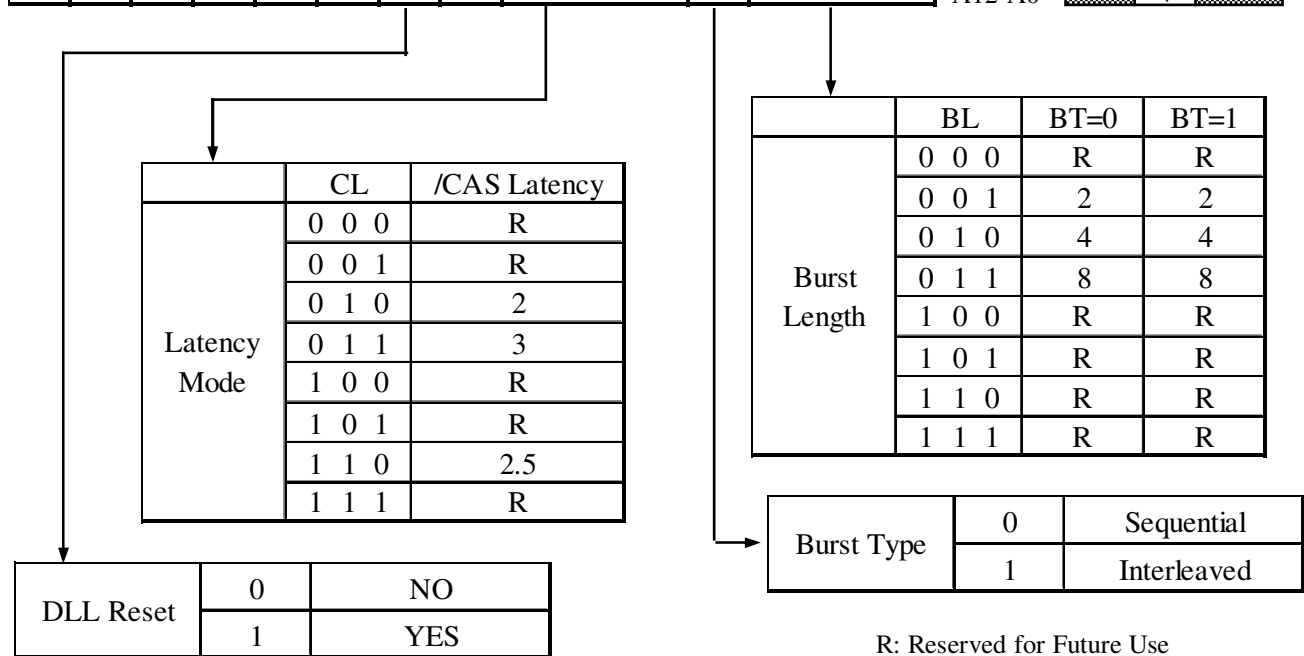 CL /CAS Latency
Latency Mode
0 0 0 R
0 0 1 R
0 1 0 2
0 1 1 3
1 0 0 R
1 0 1 R
1 1 0 2.5
1 1 1 R
BL BT=0 BT=1
Burst Length
0 0 0 R R
0 0 1 2 2
0 1 0 4 4
0 1 1 8 8
1 0 0 R R
1 0 1 R R
1 1 0 R R
1 1 1 R R
Burst Type
0 Sequential
1 Interleaved
DLL Reset
0 NO
1 YES
R: Reserved for Future Use